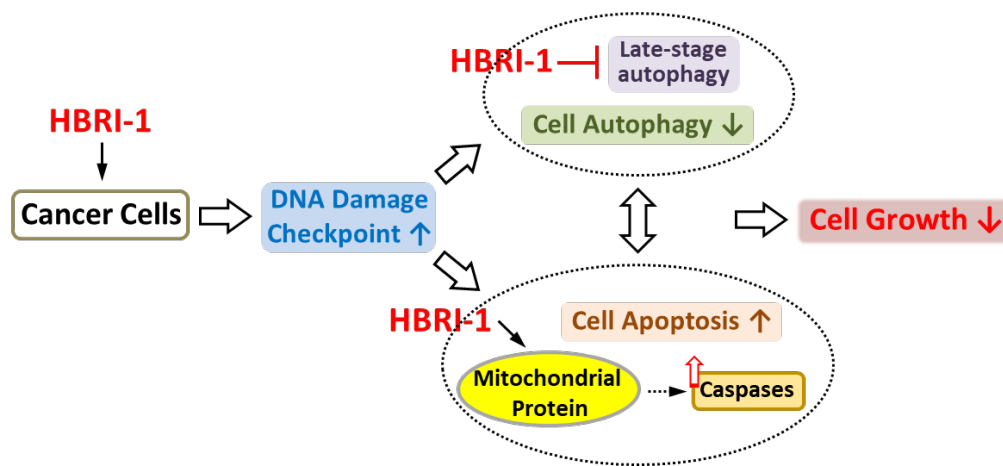 HBRI-1
Cancer Cells
DNA Damage
Checkpoint ↑
HBRI-1
Late-stage
autophagy
Cell Autophagy ↓
HBRI-1
Cell Apoptosis ↑
Mitochondrial
Protein
Caspases
Cell Growth ↓